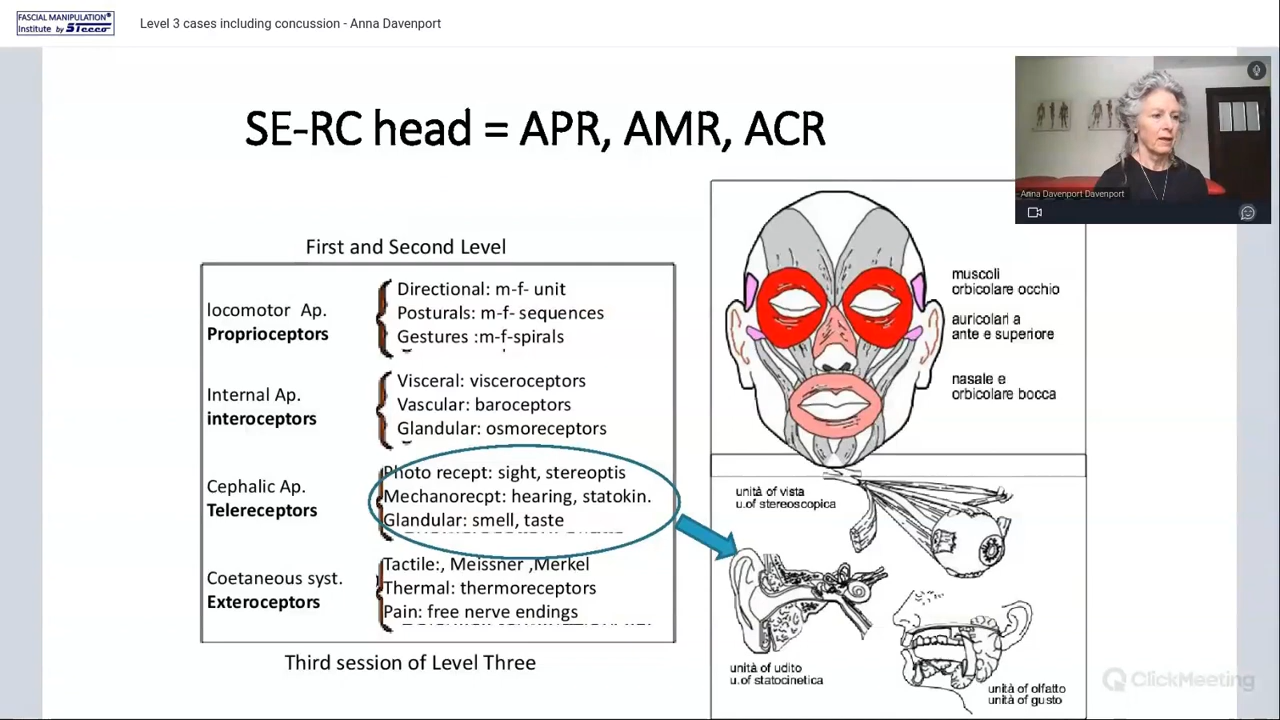 FASCIAL MANIPULATION®
Institute by Stecco
Level 3 cases including concussion - Anna Davenport
SE-RC head = APR, AMR, ACR
Anna Davenport Davenport
First and Second Level
locomotor Ap.
Proprioceptors
Directional: m-f- unit
Posturals: m-f- sequences
Gestures :m-f-spirals
Internal Ap.
interoceptors
Visceral: visceroceptors
Vascular: baroceptors
Glandular: osmoreceptors
Cephalic Ap.
Telereceptors
Photo recept: sight, stereoptis
Mechanorecpt: hearing, statokin.
Glandular: smell, taste
Coetaneous syst.
Exteroceptors
Tactile:, Meissner ,Merkel
Thermal: thermoreceptors
Pain: free nerve endings
Third session of Level Three
muscoli
orbicolare occhio
auricolari a
ante e superiore
nasale e
orbicolare bocca
unità of vista
u.of stereoscopica
unità of udito
u.of statocinetica
unità of olfatto
unità of gusto
ClickMeeting